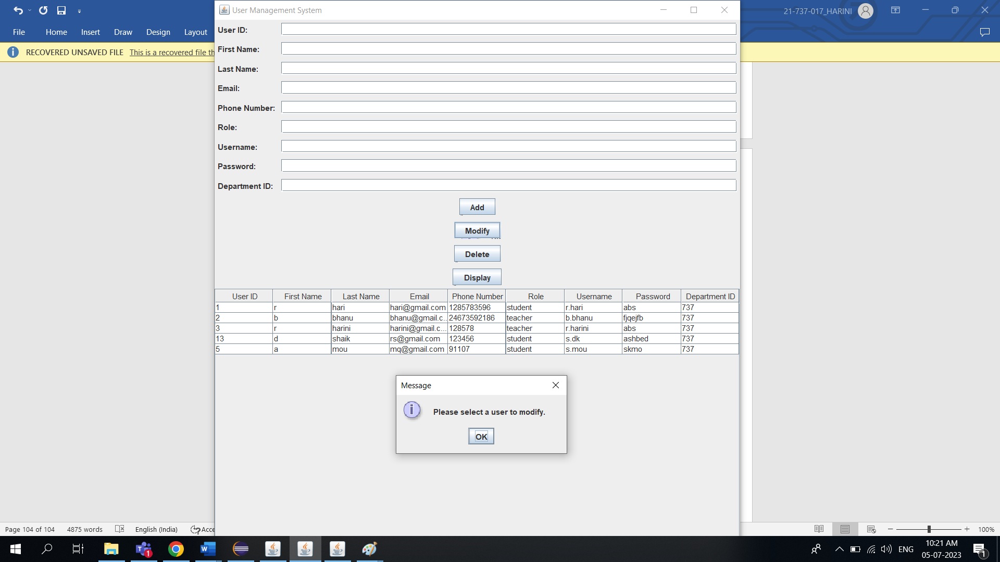 User Management System
21-737-017_HARINI
File Home Insert Draw Design Layout
RECOVERED UNSAVED FILE This is a recovered file th
User ID:
First Name:
Last Name:
Email:
Phone Number:
Role:
Username:
Password:
Department ID:
Add
Modify
Delete
Display
User ID First Name Last Name Email Phone Number Role Username Password Department ID
1 r hari hari@gmail.com 1285783596 student r.hari abs 737
2 b bhanu bhanu@gmail.c... 24673592186 teacher b.bhanu fjqejfb 737
3 r harini harini@gmail.c... 128578 teacher r.harini abs 737
13 d shaik rs@gmail.com 123456 student s.dk ashbed 737
5 a mou mq@gmail.com 91107 student s.mou skmo 737
Message
Please select a user to modify.
OK
Page 104 of 104 4875 words English (India) Acce 100%
1 ENG 10:21 AM
05-07-2023 1